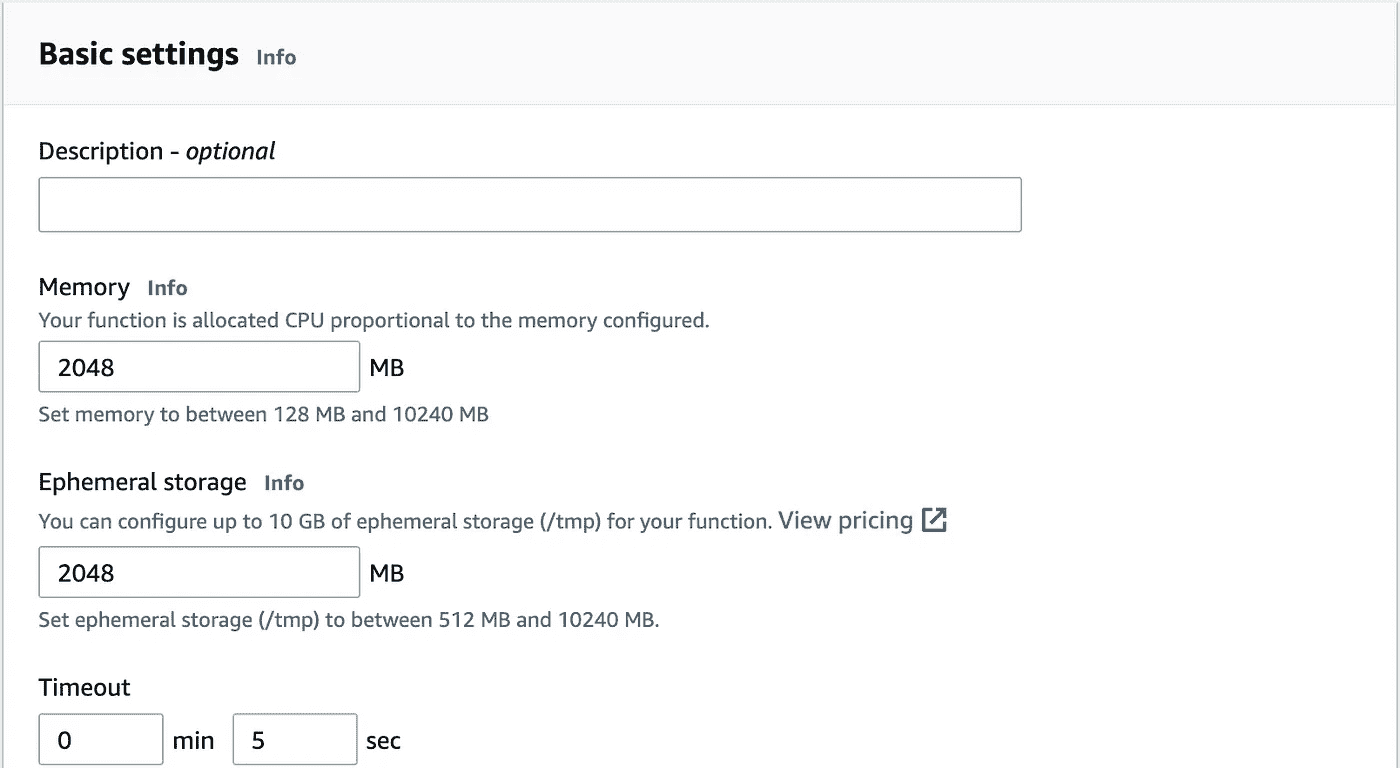 Basic settings Info
Description - optional
Memory Info
Your function is allocated CPU proportional to the memory configured.
2048 MB
Set memory to between 128 MB and 10240 MB
Ephemeral storage Info
You can configure up to 10 GB of ephemeral storage (/tmp) for your function. View pricing
2048 MB
Set ephemeral storage (/tmp) to between 512 MB and 10240 MB.
Timeout
0 min 5 sec